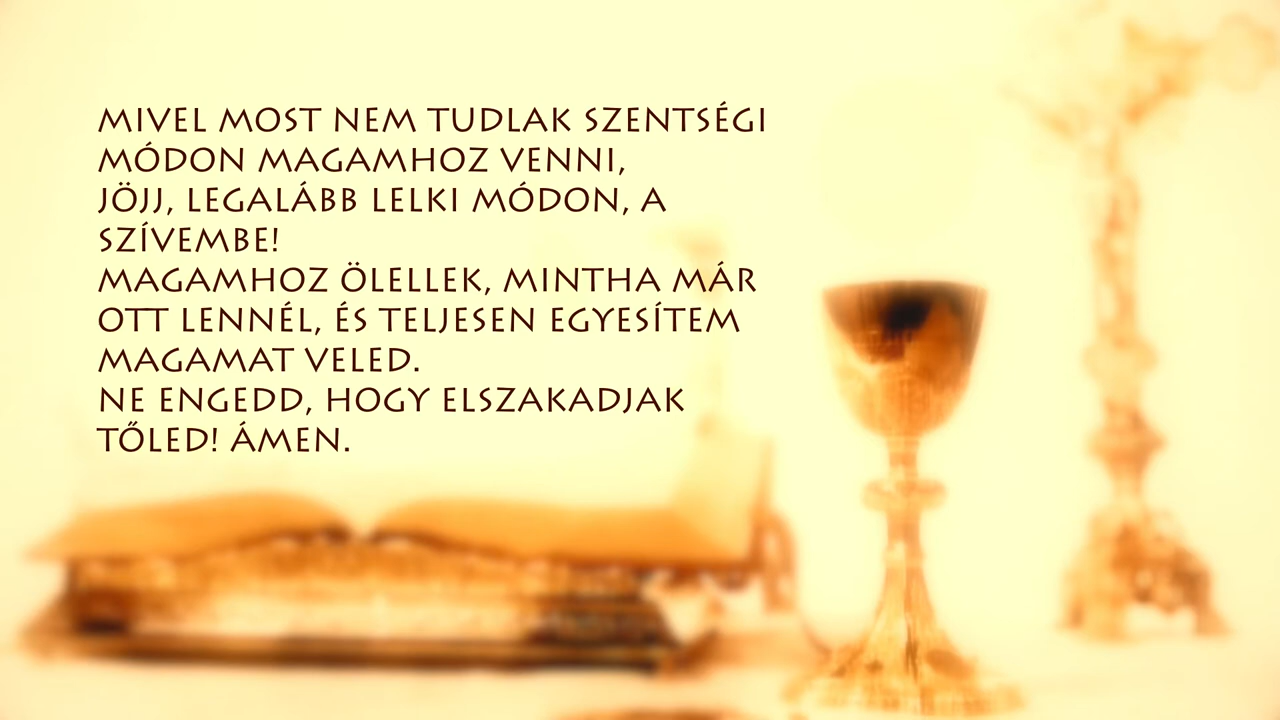 MIVEL MOST NEM TUDLAK SZENTSÉGI
MÓDON MAGAMHOZ VENNI,
JÖJJ, LEGALÁBB LELKI MÓDON, A
SZÍVEMBE!
MAGAMHOZ ÖLELLEK, MINTHA MÁR
OTT LENNÉL, ÉS TELJESEN EGYESÍTEM
MAGAMAT VELED.
NE ENGEDD, HOGY ELSZAKADJAK
TŐLED! ÁMEN.